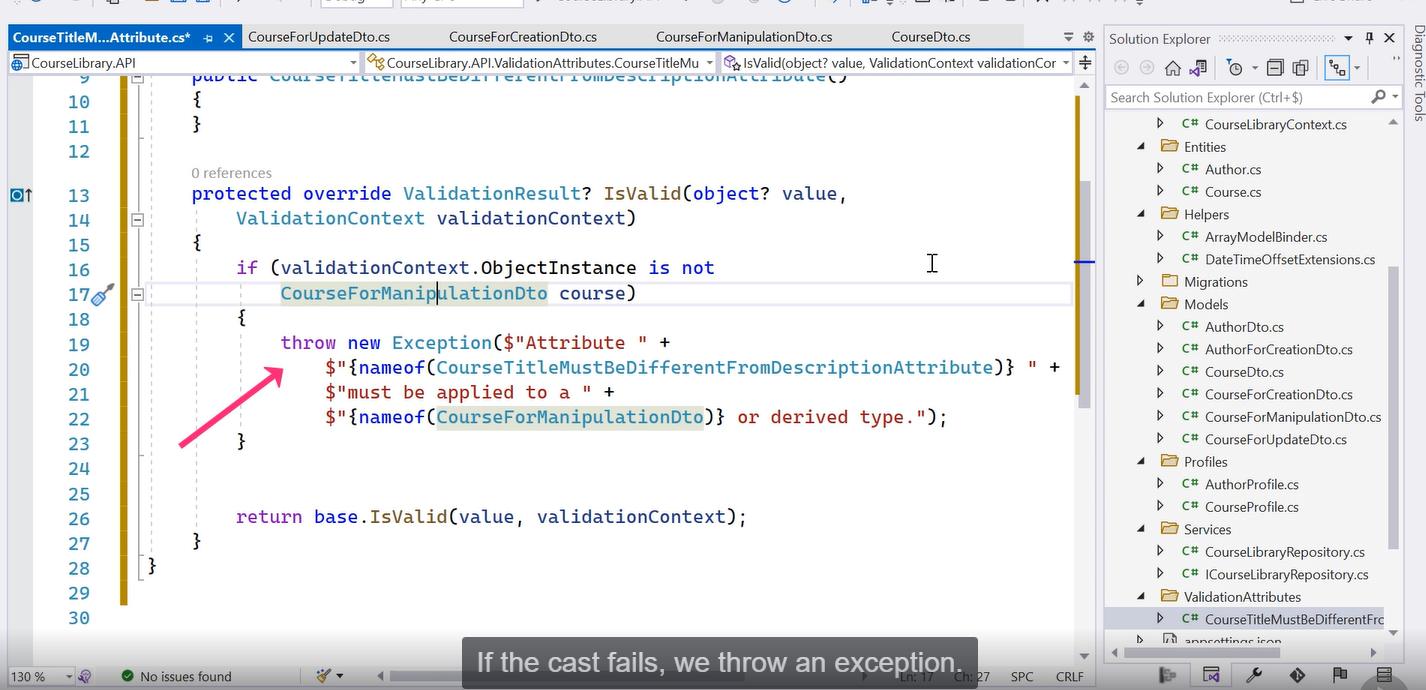 CourseTitleM...Attribute.cs*
CourseForUpdateDto.cs
CourseForCreationDto.cs
CourseForManipulationDto.cs
CourseDto.cs
CourseLibrary.API
CourseLibrary.API.ValidationAttributes.CourseTitleMu
IsValid(object? value, ValidationContext validationCor
9 public CourseTitleMustBeDifferentFromDescriptionAttribute()
10 {
11 }
12
0 references
13 protected override ValidationResult? IsValid(object? value,
14 ValidationContext validationContext)
15 {
16 if (validationContext.ObjectInstance is not
17 CourseForManipulationDto course)
18 {
19 throw new Exception($"Attribute " +
20 $"{nameof(CourseTitleMustBeDifferentFromDescriptionAttribute)} " +
21 $"must be applied to a " +
22 $"{nameof(CourseForManipulationDto)} or derived type.");
23 }
24
25
26 return base.IsValid(value, validationContext);
27 }
28 }
29
30
130 %
No issues found
Ln: 17 Ch: 27 SPC CRLF
If the cast fails, we throw an exception.
Solution Explorer
Search Solution Explorer (Ctrl+$)
C# CourseLibraryContext.cs
Entities
C# Author.cs
C# Course.cs
Helpers
C# ArrayModelBinder.cs
C# DateTimeOffsetExtensions.cs
Migrations
Models
C# AuthorDto.cs
C# AuthorForCreationDto.cs
C# CourseDto.cs
C# CourseForCreationDto.cs
C# CourseForManipulationDto.cs
C# CourseForUpdateDto.cs
Profiles
C# AuthorProfile.cs
C# CourseProfile.cs
Services
C# CourseLibraryRepository.cs
C# ICourseLibraryRepository.cs
ValidationAttributes
C# CourseTitleMustBeDifferentFrc
appsettings.json
Diagnostic Tools